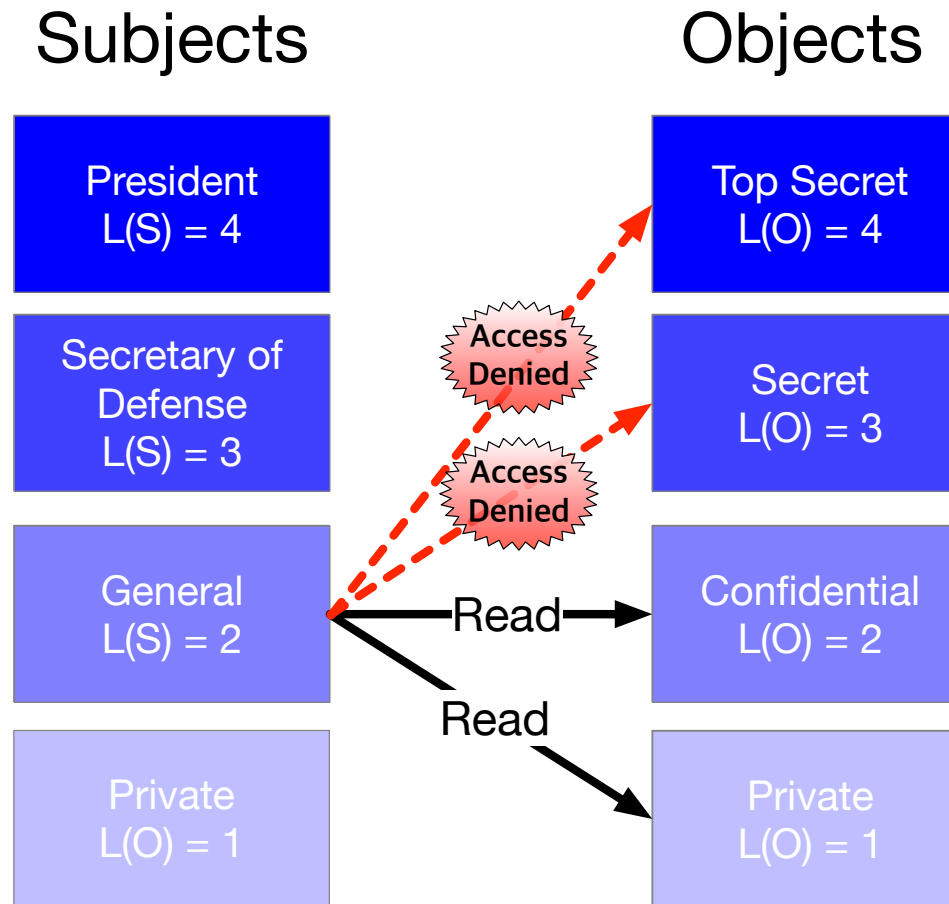 Subjects
Objects
President
L(S) = 4
Top Secret
L(O) = 4
Secretary of
Defense
L(S) = 3
Access
Denied
Secret
L(O) = 3
Access
Denied
General
L(S) = 2
Read
Confidential
L(O) = 2
Read
Private
L(O) = 1
Private
L(O) = 1